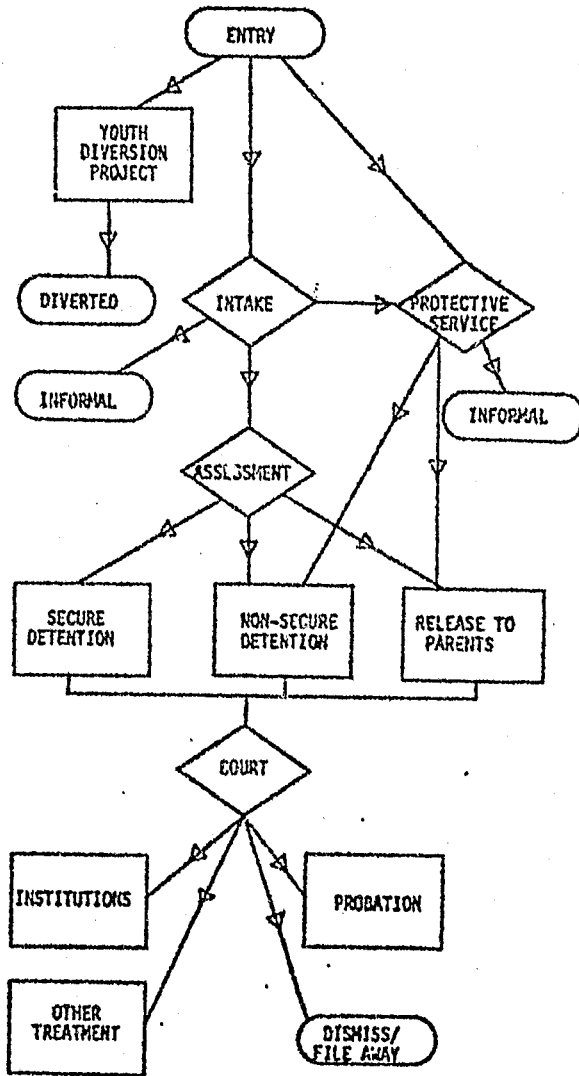 ENTRY
YOUTH
DIVERSION
PROJECT
DIVERTED
INTAKE
PROTECTIVE
SERVICE
INFORMAL
INFORMAL
ASSESSMENT
SECURE
DETENTION
NON-SECURE
DETENTION
RELEASE TO
PARENTS
COURT
INSTITUTIONS
PROBATION
OTHER
TREATMENT
DISMISS/
FILE AWAY